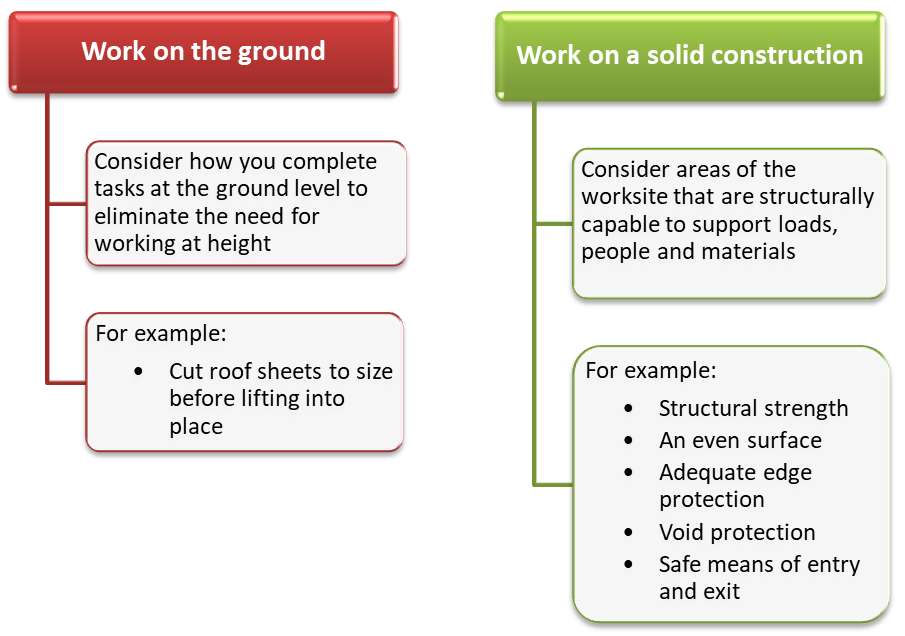 Work on the ground
Consider how you complete
tasks at the ground level to
eliminate the need for
working at height
For example:
• Cut roof sheets to size
before lifting into
place
Work on a solid construction
Consider areas of the
worksite that are structurally
capable to support loads,
people and materials
For example:
• Structural strength
• An even surface
• Adequate edge
protection
• Void protection
• Safe means of entry
and exit